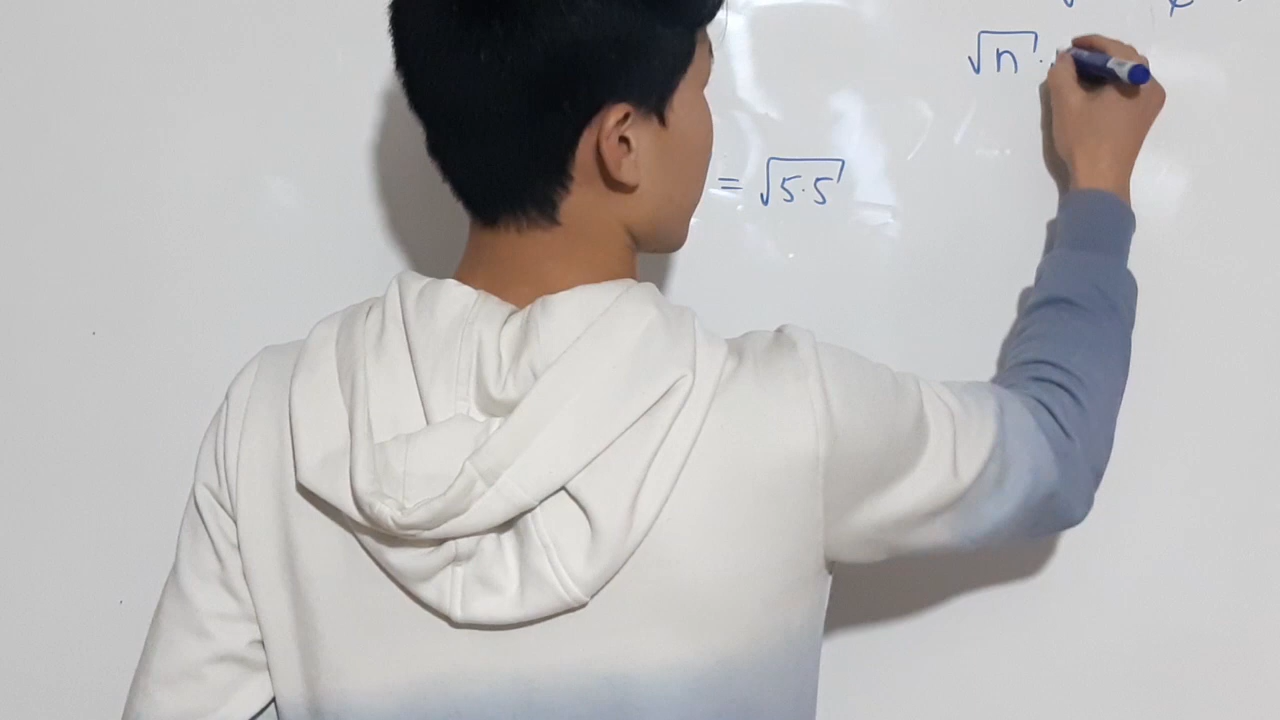 √n ·
= √5·5